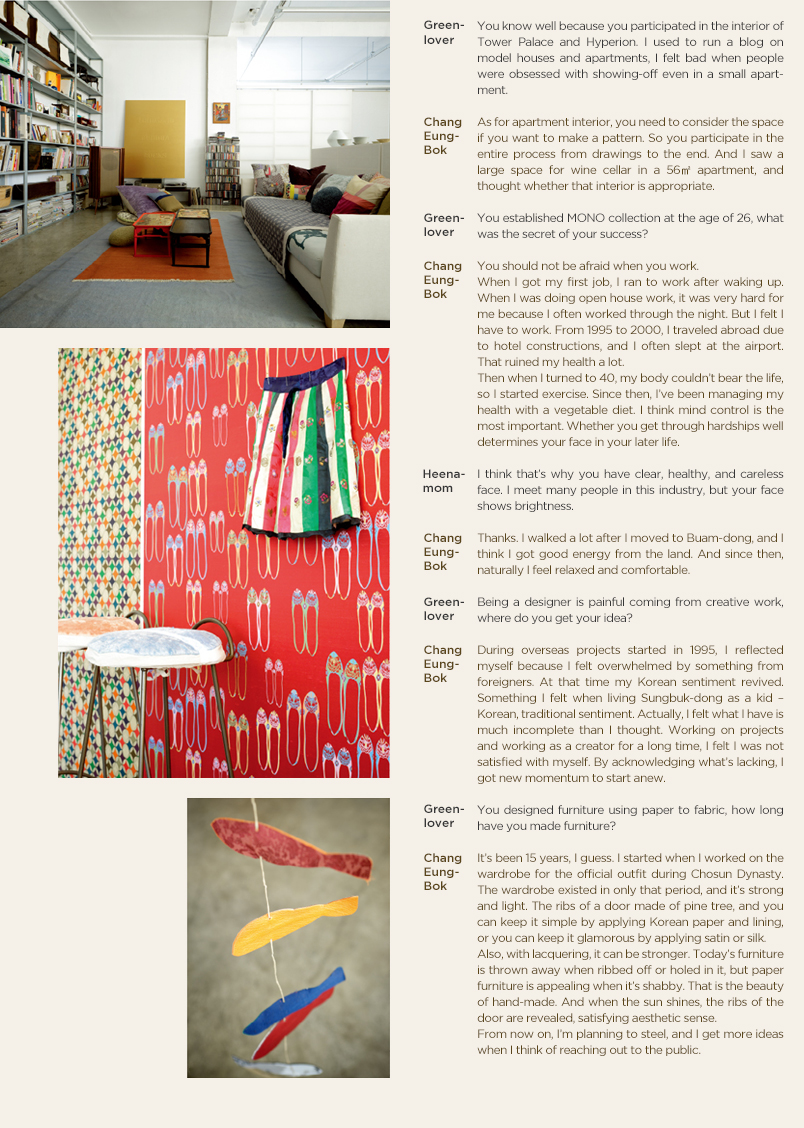 Green-
lover
You know well because you participated in the interior of
Tower Palace and Hyperion. I used to run a blog on
model houses and apartments, I felt bad when people
were obsessed with showing-off even in a small apart-
ment.
Chang
Eung-
Bok
As for apartment interior, you need to consider the space
if you want to make a pattern. So you participate in the
entire process from drawings to the end. And I saw a
large space for wine cellar in a 56㎡ apartment, and
thought whether that interior is appropriate.
Green-
lover
You established MONO collection at the age of 26, what
was the secret of your success?
Chang
Eung-
Bok
You should not be afraid when you work.
When I got my first job, I ran to work after waking up.
When I was doing open house work, it was very hard for
me because I often worked through the night. But I felt I
have to work. From 1995 to 2000, I traveled abroad due
to hotel constructions, and I often slept at the airport.
That ruined my health a lot.
Then when I turned to 40, my body couldn't bear the life,
so I started exercise. Since then, I've been managing my
health with a vegetable diet. I think mind control is the
most important. Whether you get through hardships well
determines your face in your later life.
Heena-
mom
I think that's why you have clear, healthy, and careless
face. I meet many people in this industry, but your face
shows brightness.
Chang
Eung-
Bok
Thanks. I walked a lot after I moved to Buam-dong, and I
think I got good energy from the land. And since then,
naturally I feel relaxed and comfortable.
Green-
lover
Being a designer is painful coming from creative work,
where do you get your idea?
Chang
Eung-
Bok
During overseas projects started in 1995, I reflected
myself because I felt overwhelmed by something from
foreigners. At that time my Korean sentiment revived.
Something I felt when living Sungbuk-dong as a kid –
Korean, traditional sentiment. Actually, I felt what I have is
much incomplete than I thought. Working on projects
and working as a creator for a long time, I felt I was not
satisfied with myself. By acknowledging what's lacking, I
got new momentum to start anew.
Green-
lover
You designed furniture using paper to fabric, how long
have you made furniture?
Chang
Eung-
Bok
It's been 15 years, I guess. I started when I worked on the
wardrobe for the official outfit during Chosun Dynasty.
The wardrobe existed in only that period, and it's strong
and light. The ribs of a door made of pine tree, and you
can keep it simple by applying Korean paper and lining,
or you can keep it glamorous by applying satin or silk.
Also, with lacquering, it can be stronger. Today's furniture
is thrown away when ribbed off or holed in it, but paper
furniture is appealing when it's shabby. That is the beauty
of hand-made. And when the sun shines, the ribs of the
door are revealed, satisfying aesthetic sense.
From now on, I'm planning to steel, and I get more ideas
when I think of reaching out to the public.